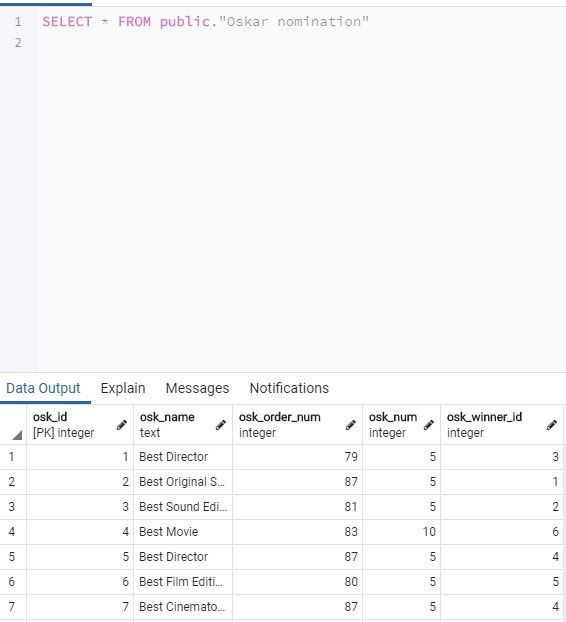 1 SELECT * FROM public."Oskar nomination"
2
Data Output Explain Messages Notifications
osk_id osk_name osk_order_num osk_num osk_winner_id
[PK] integer text integer integer integer
1 1 Best Director 79 5 3
2 2 Best Original S... 87 5 1
3 3 Best Sound Edi... 81 5 2
4 4 Best Movie 83 10 6
5 5 Best Director 87 5 4
6 6 Best Film Editi... 80 5 5
7 7 Best Cinemato... 87 5 4